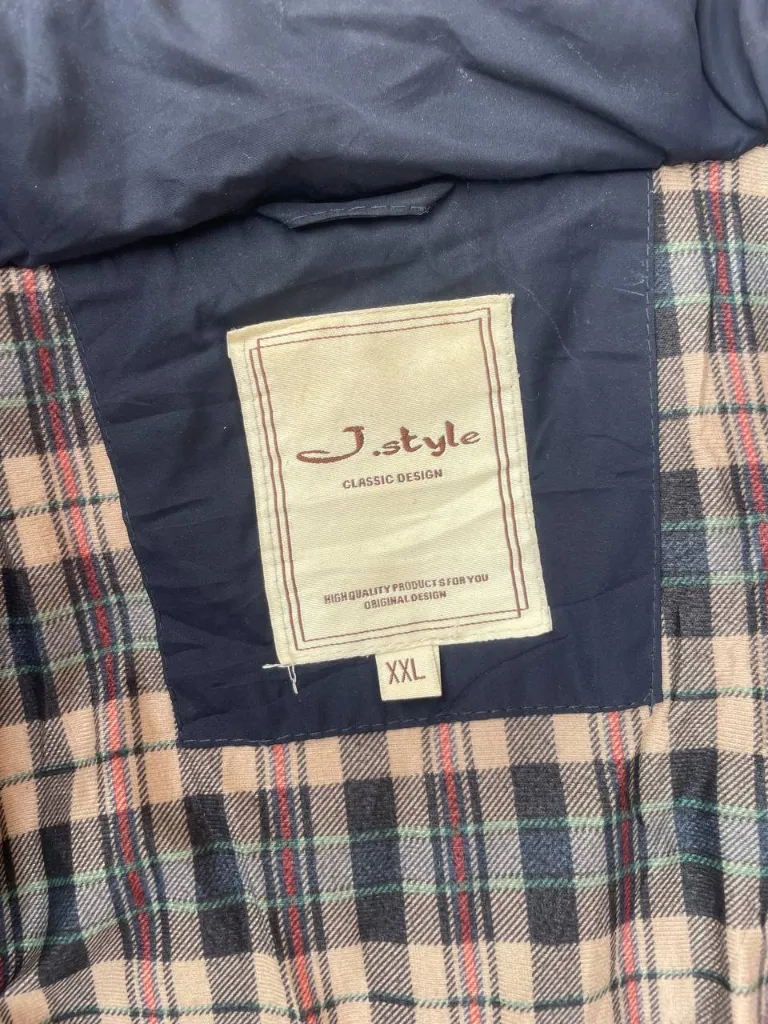 J.style
CLASSIC DESIGN
HIGH QUALITY PRODUCTS FOR YOU
ORIGINAL DESIGN
XXL